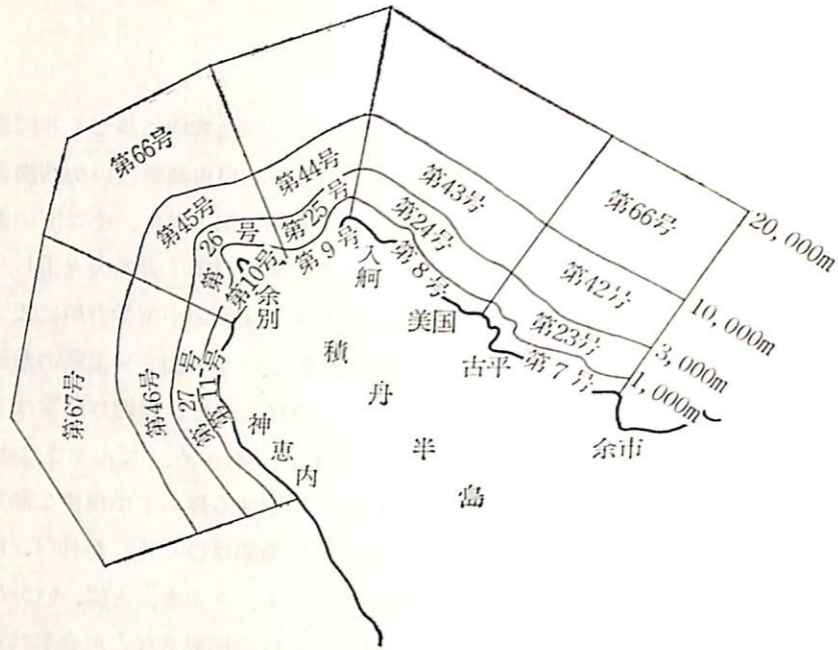 第66号
第45号
第44号
第43号
第66号
20,000m
第26号
第25号
第24号
第42号
10,000m
第10号
第9号
第8号
第23号
3,000m
第7号
1,000m
余別
入舸
美国
古平
余市
第67号
第46号
第27号
第11号
神恵内
積丹半島